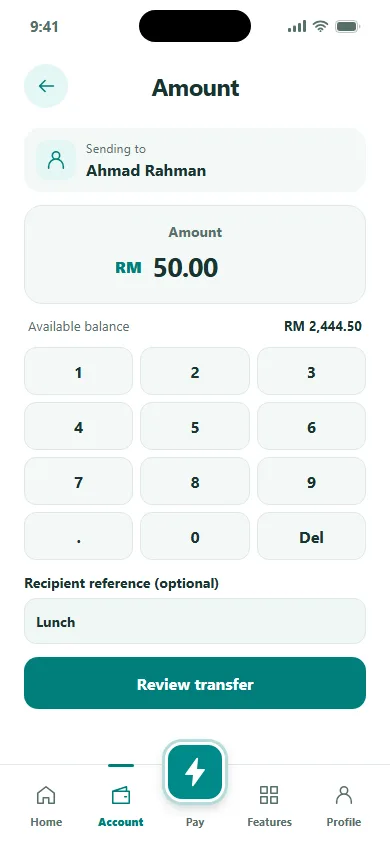 9:41
Amount
Sending to
Ahmad Rahman
Amount
RM 50.00
Available balance RM 2,444.50
1 2 3
4 5 6
7 8 9
. 0 Del
Recipient reference (optional)
Lunch
Review transfer
Home Account Pay Features Profile